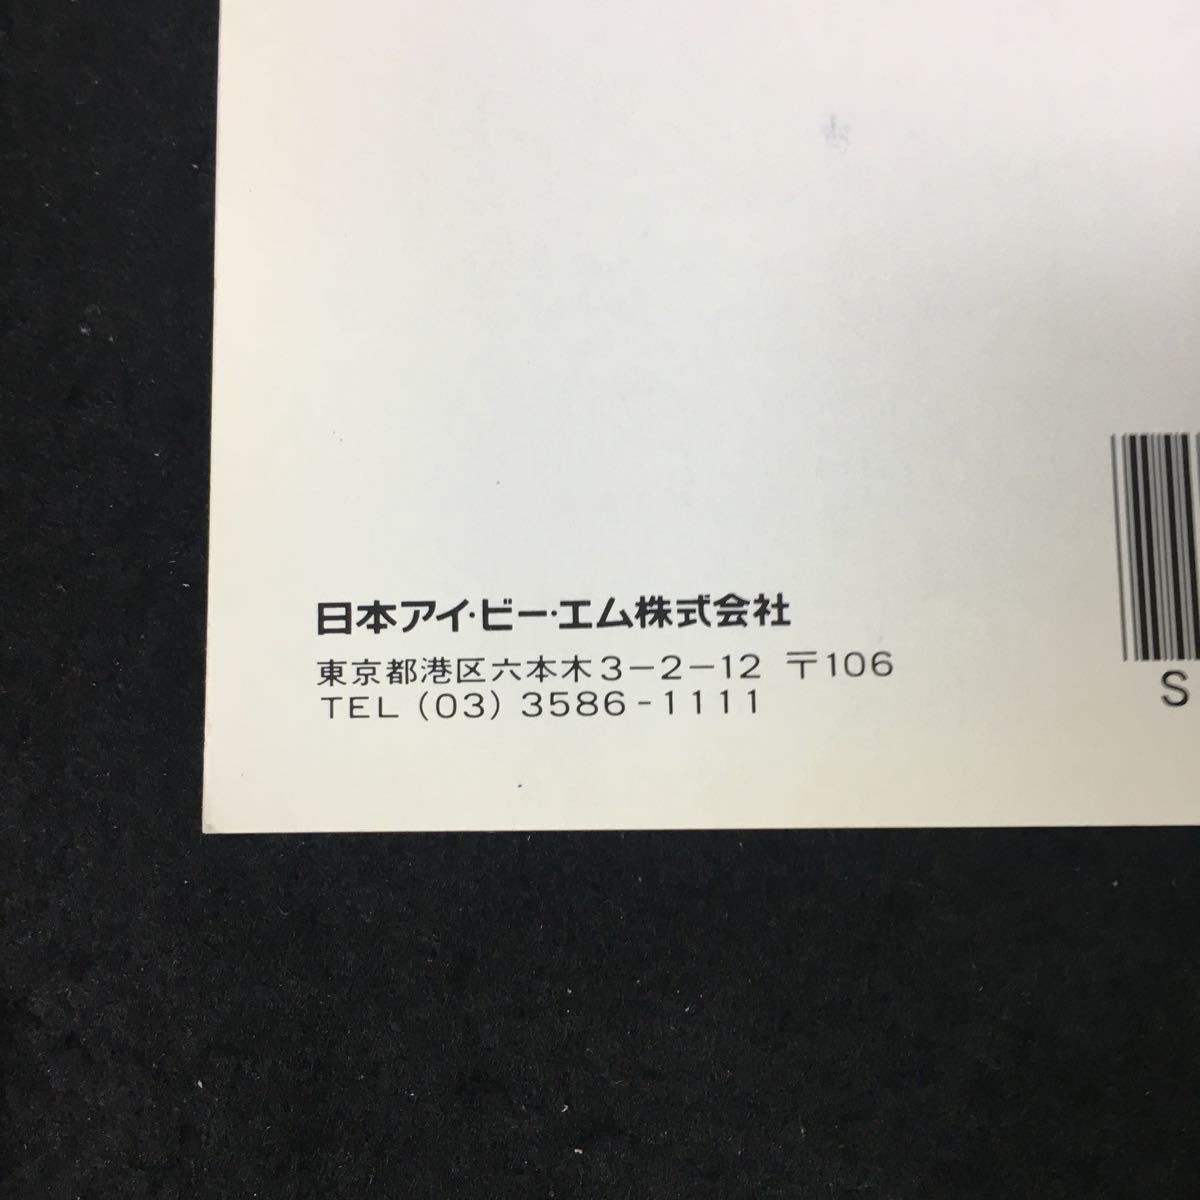 日本アイ・ビー・エム株式会社
東京都港区六本木3-2-12 〒106
TEL (03) 3586-1111
S